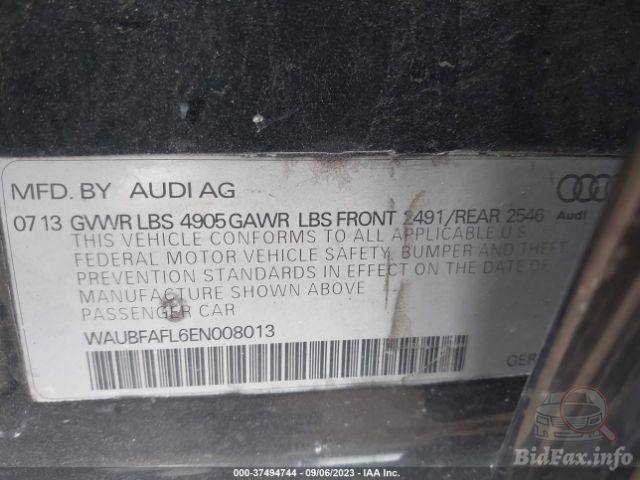 MFD. BY AUDI AG
07 13 GVWR LBS 4905 GAWR LBS FRONT 2491/REAR 2546 Audi
THIS VEHICLE CONFORMS TO ALL APPLICABLE U.S.
FEDERAL MOTOR VEHICLE SAFETY, BUMPER AND THEFT
PREVENTION STANDARDS IN EFFECT ON THE DATE OF
MANUFACTURE SHOWN ABOVE
PASSENGER CAR
WAUBFAFL6EN008013
GER
000-37494744 - 09/06/2023 - IAA Inc.
BidFax.info